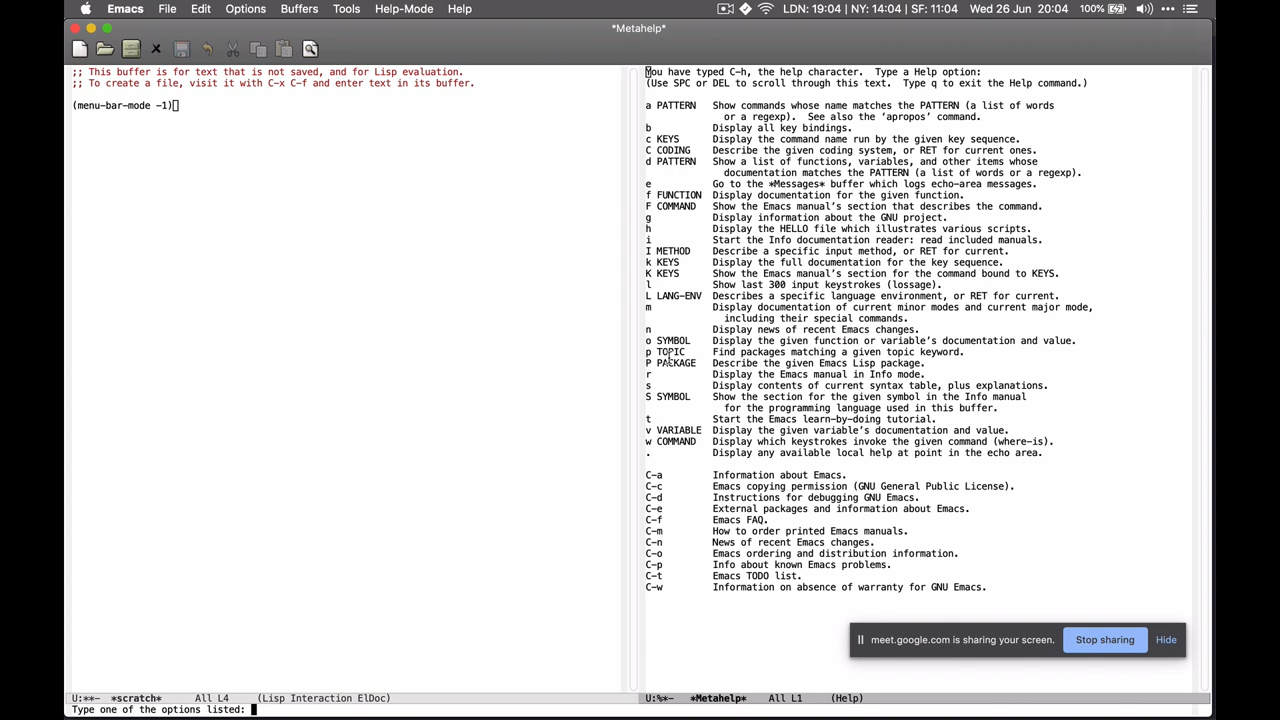 Emacs File Edit Options Buffers Tools Help-Mode Help LDN: 19:04 | NY: 14:04 | SF: 11:04 Wed 26 Jun 20:04 100%
*Metahelp*
;; This buffer is for text that is not saved, and for Lisp evaluation.
;; To create a file, visit it with C-x C-f and enter text in its buffer.
(menu-bar-mode -1)
You have typed C-h, the help character.  Type a Help option:
(Use SPC or DEL to scroll through this text.  Type q to exit the Help command.)
a PATTERN   Show commands whose name matches the PATTERN (a list of words
or a regexp).  See also the ‘apropos’ command.
b           Display all key bindings.
c KEYS      Display the command name run by the given key sequence.
C CODING    Describe the given coding system, or RET for current ones.
d PATTERN   Show a list of functions, variables, and other items whose
documentation matches the PATTERN (a list of words or a regexp).
e           Go to the *Messages* buffer which logs echo-area messages.
f FUNCTION  Display documentation for the given function.
F COMMAND   Show the Emacs manual’s section that describes the command.
g           Display information about the GNU project.
h           Display the HELLO file which illustrates various scripts.
i           Start the Info documentation reader: read included manuals.
I METHOD    Describe a specific input method, or RET for current.
k KEYS      Display the full documentation for the key sequence.
K KEYS      Show the Emacs manual’s section for the command bound to KEYS.
l           Show last 300 input keystrokes (lossage).
L LANG-ENV  Describes a specific language environment, or RET for current.
m           Display documentation of current minor modes and current major mode,
including their special commands.
n           Display news of recent Emacs changes.
o SYMBOL    Display the given function or variable’s documentation and value.
p TOPIC     Find packages matching a given topic keyword.
P PACKAGE   Describe the given Emacs Lisp package.
r           Display the Emacs manual in Info mode.
s           Display contents of current syntax table, plus explanations.
S SYMBOL    Show the section for the given symbol in the Info manual
for the programming language used in this buffer.
t           Start the Emacs learn-by-doing tutorial.
v VARIABLE  Display the given variable’s documentation and value.
w COMMAND   Display which keystrokes invoke the given command (where-is).
.           Display any available local help at point in the echo area.
C-a         Information about Emacs.
C-c         Emacs copying permission (GNU General Public License).
C-d         Instructions for debugging GNU Emacs.
C-e         External packages and information about Emacs.
C-f         Emacs FAQ.
C-m         How to order printed Emacs manuals.
C-n         News of recent Emacs changes.
C-o         Emacs ordering and distribution information.
C-p         Info about known Emacs problems.
C-t         Emacs TODO list.
C-w         Information on absence of warranty for GNU Emacs.
meet.google.com is sharing your screen. Stop sharing Hide
U:**-  *scratch*      All L4     (Lisp Interaction ElDoc)
U:%*-  *Metahelp*    All L1     (Help)
Type one of the options listed: